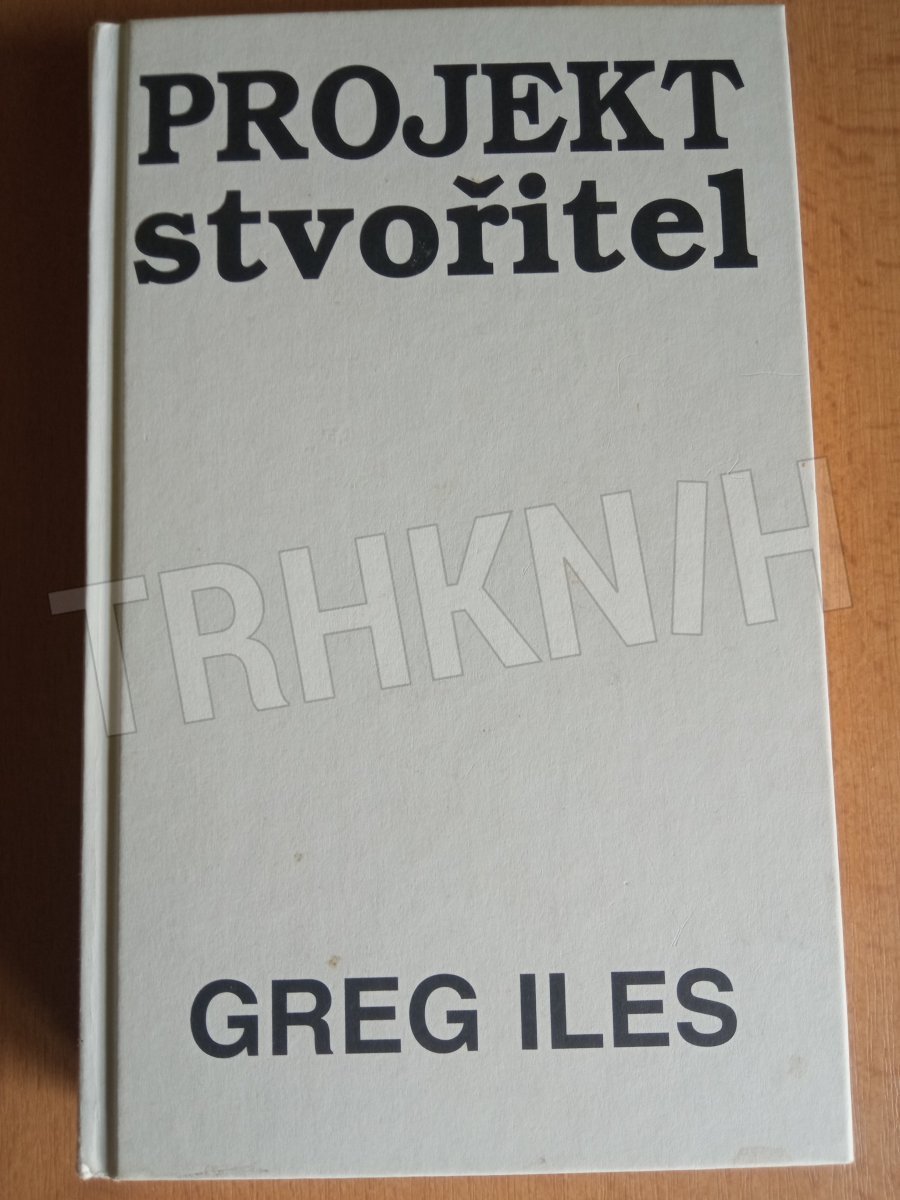 PROJEKT
stvořitel
TRHKNIH
GREG ILES